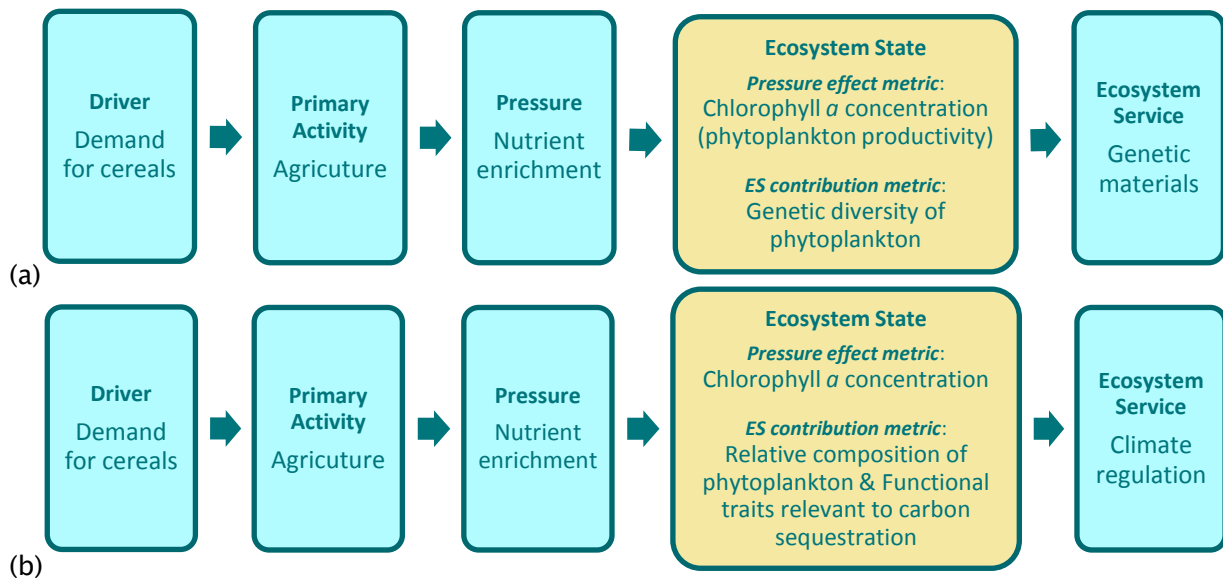 Driver
Demand
for cereals
Primary
Activity
Agricuture
Pressure
Nutrient
enrichment
Ecosystem State
Pressure effect metric:
Chlorophyll a concentration
(phytoplankton productivity)
ES contribution metric:
Genetic diversity of
phytoplankton
Ecosystem
Service
Genetic
materials
(a)
Driver
Demand
for cereals
Primary
Activity
Agricuture
Pressure
Nutrient
enrichment
Ecosystem State
Pressure effect metric:
Chlorophyll a concentration
ES contribution metric:
Relative composition of
phytoplankton & Functional
traits relevant to carbon
sequestration
Ecosystem
Service
Climate
regulation
(b)